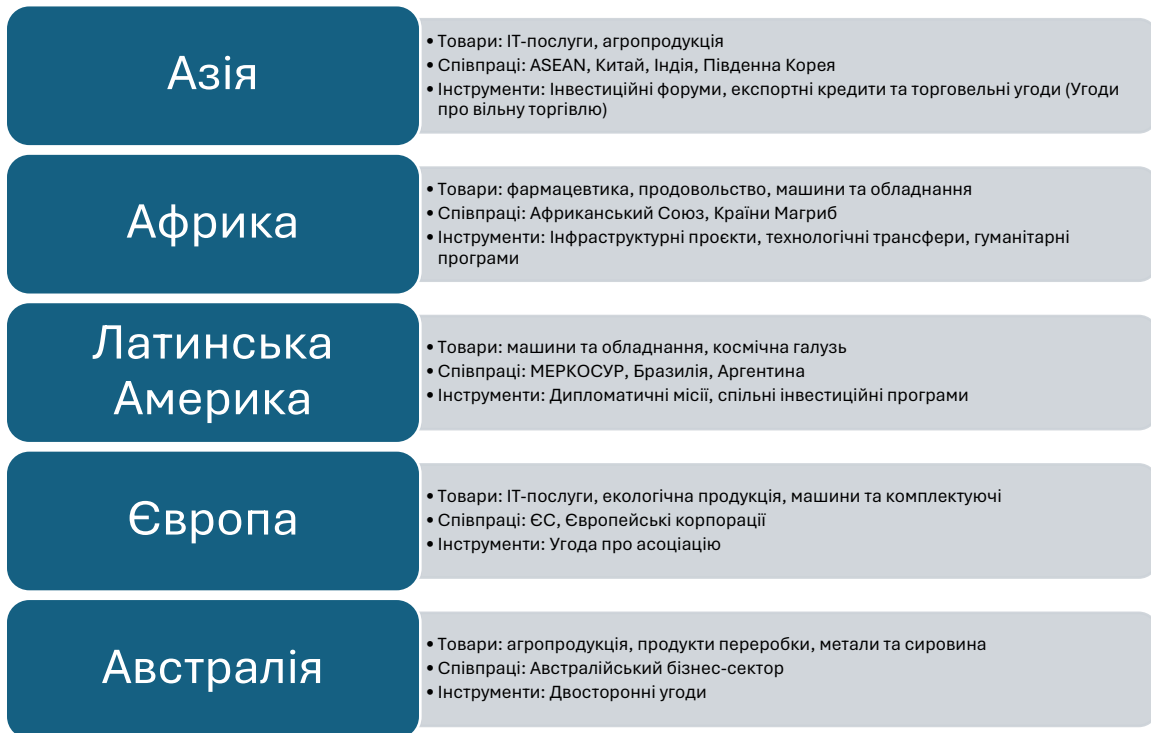 Азія
• Товари: ІТ-послуги, агропродукція
• Співпраці: ASEAN, Китай, Індія, Південна Корея
• Інструменти: Інвестиційні форуми, експортні кредити та торговельні угоди (Угоди
про вільну торгівлю)
Африка
• Товари: фармацевтика, продовольство, машини та обладнання
• Співпраці: Африканський Союз, Країни Магриб
• Інструменти: Інфраструктурні проєкти, технологічні трансфери, гуманітарні
програми
Латинська
Америка
• Товари: машини та обладнання, космічна галузь
• Співпраці: МЕРКОСУР, Бразилія, Аргентина
• Інструменти: Дипломатичні місії, спільні інвестиційні програми
Європа
• Товари: ІТ-послуги, екологічна продукція, машини та комплектуючі
• Співпраці: ЄС, Європейські корпорації
• Інструменти: Угода про асоціацію
Австралія
• Товари: агропродукція, продукти переробки, метали та сировина
• Співпраці: Австралійський бізнес-сектор
• Інструменти: Двосторонні угоди